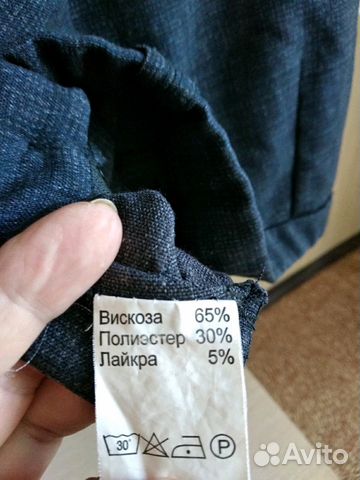 Вискоза 65%
Полиэстер 30%
Лайкра 5%
30° P
Avito